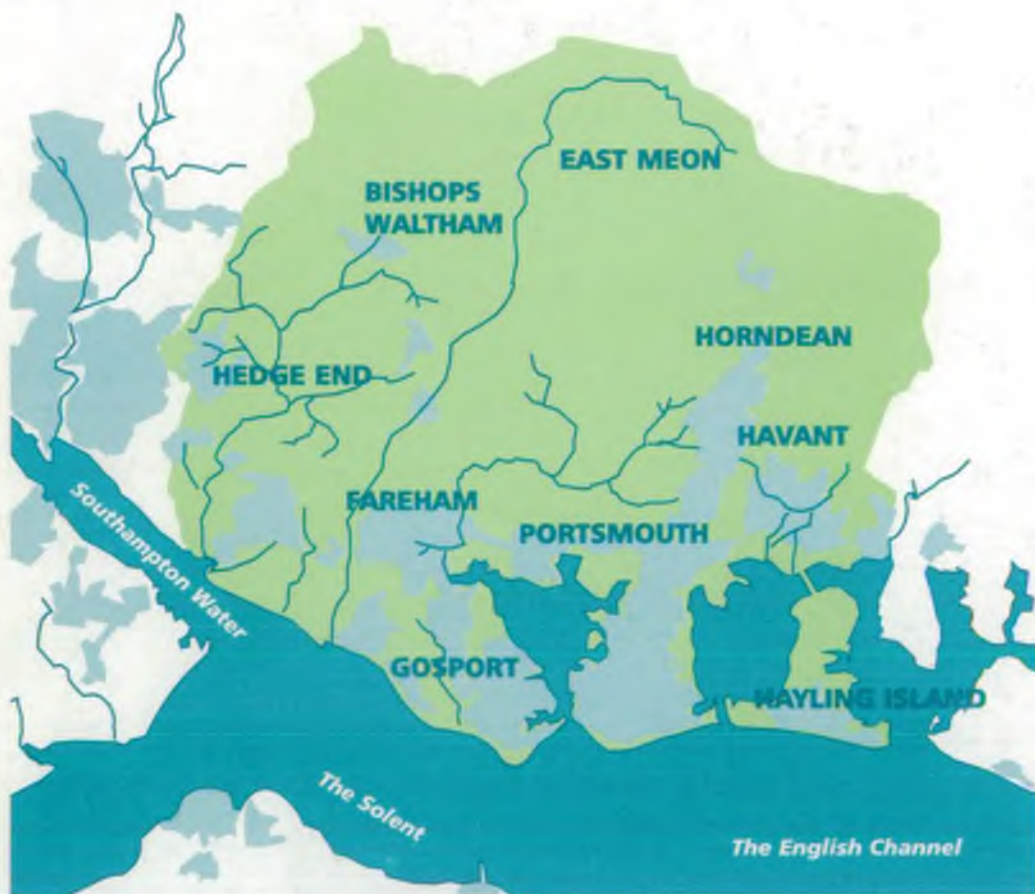 EAST MEON
BISHOPS
WALTHAM
HORNDEAN
HEDGE END
HAVANT
FAREHAM
PORTSMOUTH
Southampton Water
GOSPORT
HAYLING ISLAND
The Solent
The English Channel